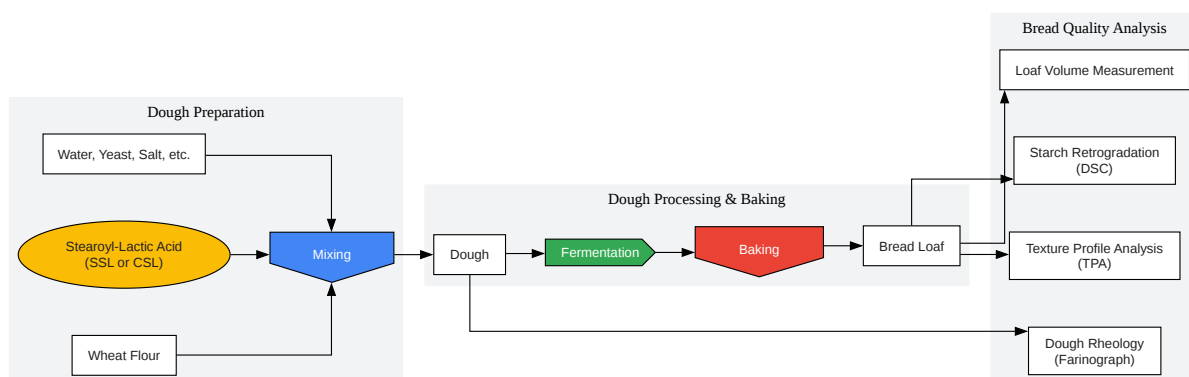 Dough Preparation
Water, Yeast, Salt, etc.
Stearoyl-Lactic Acid
(SSL or CSL)
Wheat Flour
Mixing
Dough Processing & Baking
Dough
Fermentation
Baking
Bread Loaf
Bread Quality Analysis
Loaf Volume Measurement
Starch Retrogradation
(DSC)
Texture Profile Analysis
(TPA)
Dough Rheology
(Farinograph)